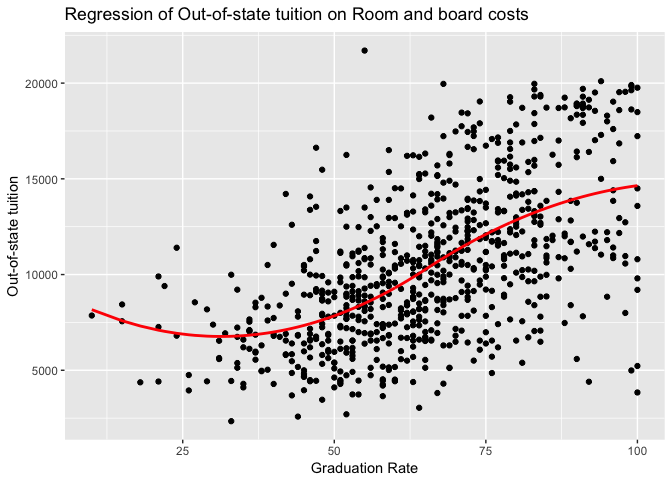 Regression of Out-of-state tuition on Room and board costs
20000
15000
10000
5000
Out-of-state tuition
25 50 75 100
Graduation Rate